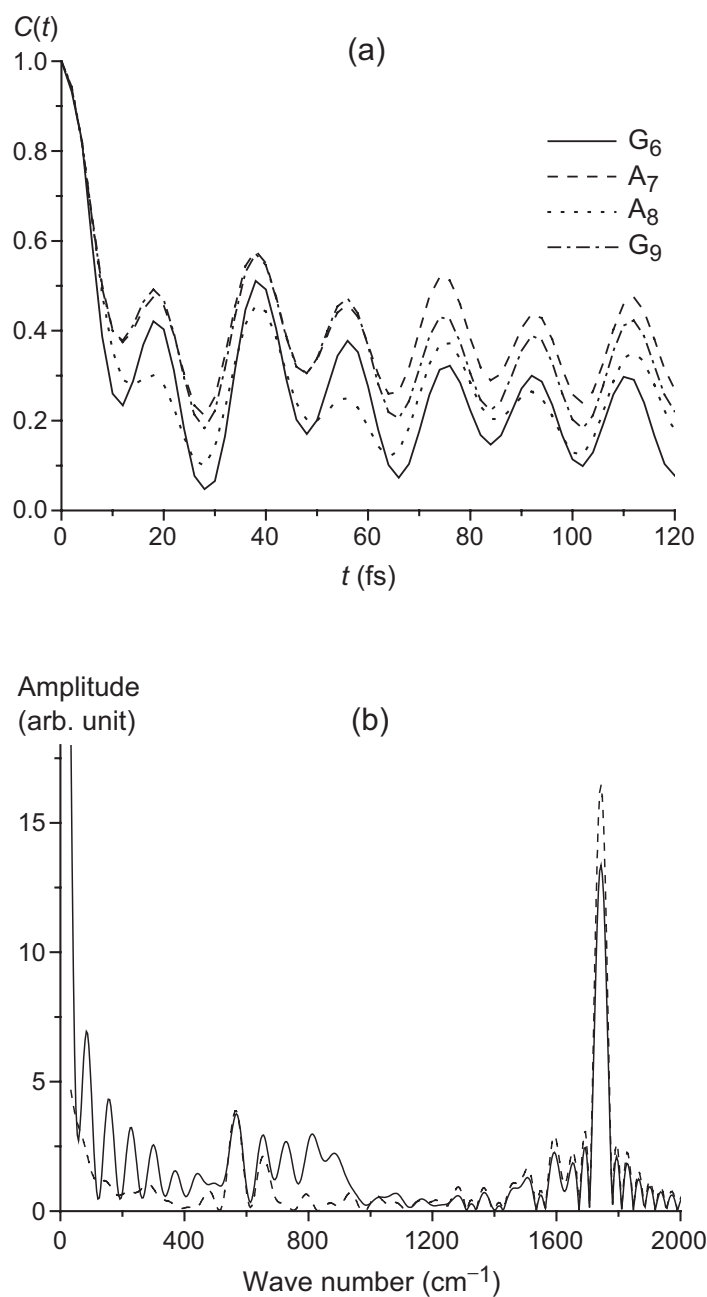 C(t)
(a)
1.0
0.8
0.6
0.4
0.2
0.0
G6
A7
A8
G9
0 20 40 60 80 100 120
t (fs)
Amplitude
(arb. unit)
(b)
15
10
5
0
0 400 800 1200 1600 2000
Wave number (cm−1)